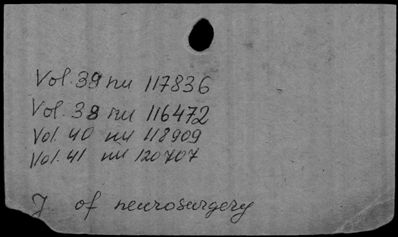 Vol. 39 nu 117836
Vol. 38 nu 116472
Vol. 40 nu 118909
Vol. 41 nu 120707
J. of neurosurgery